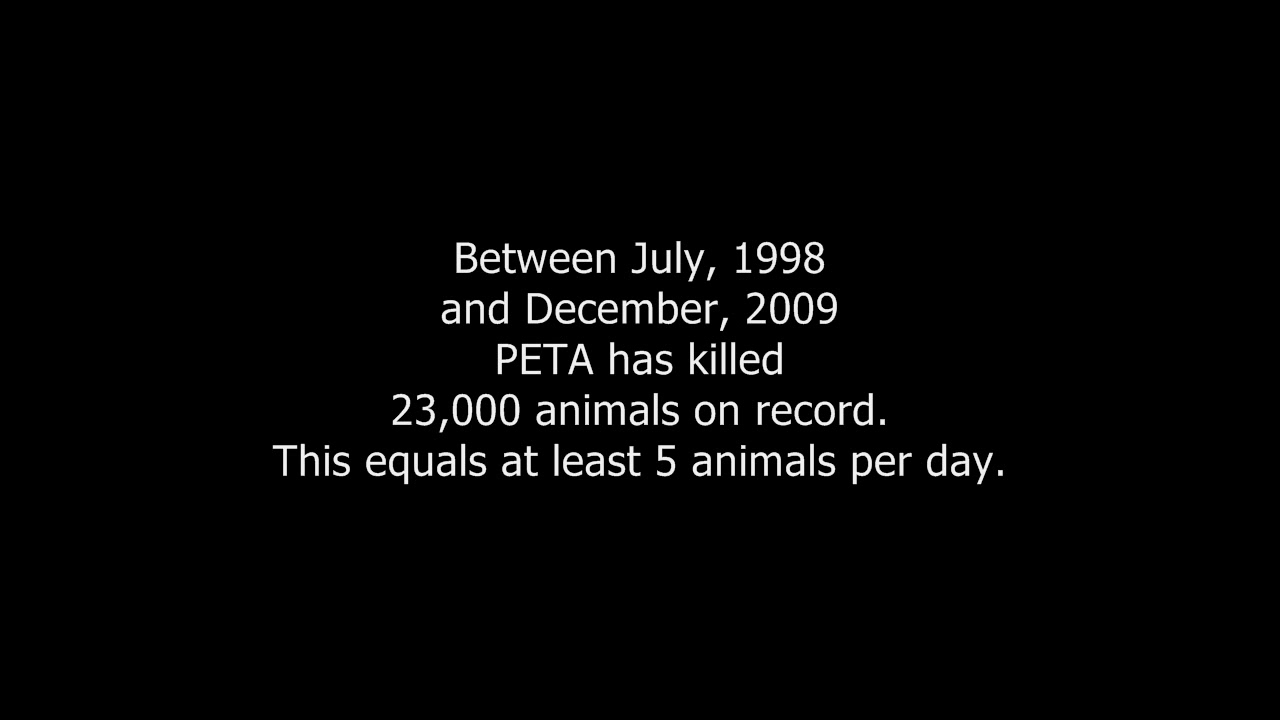 Between July, 1998
and December, 2009
PETA has killed
23,000 animals on record.
This equals at least 5 animals per day.